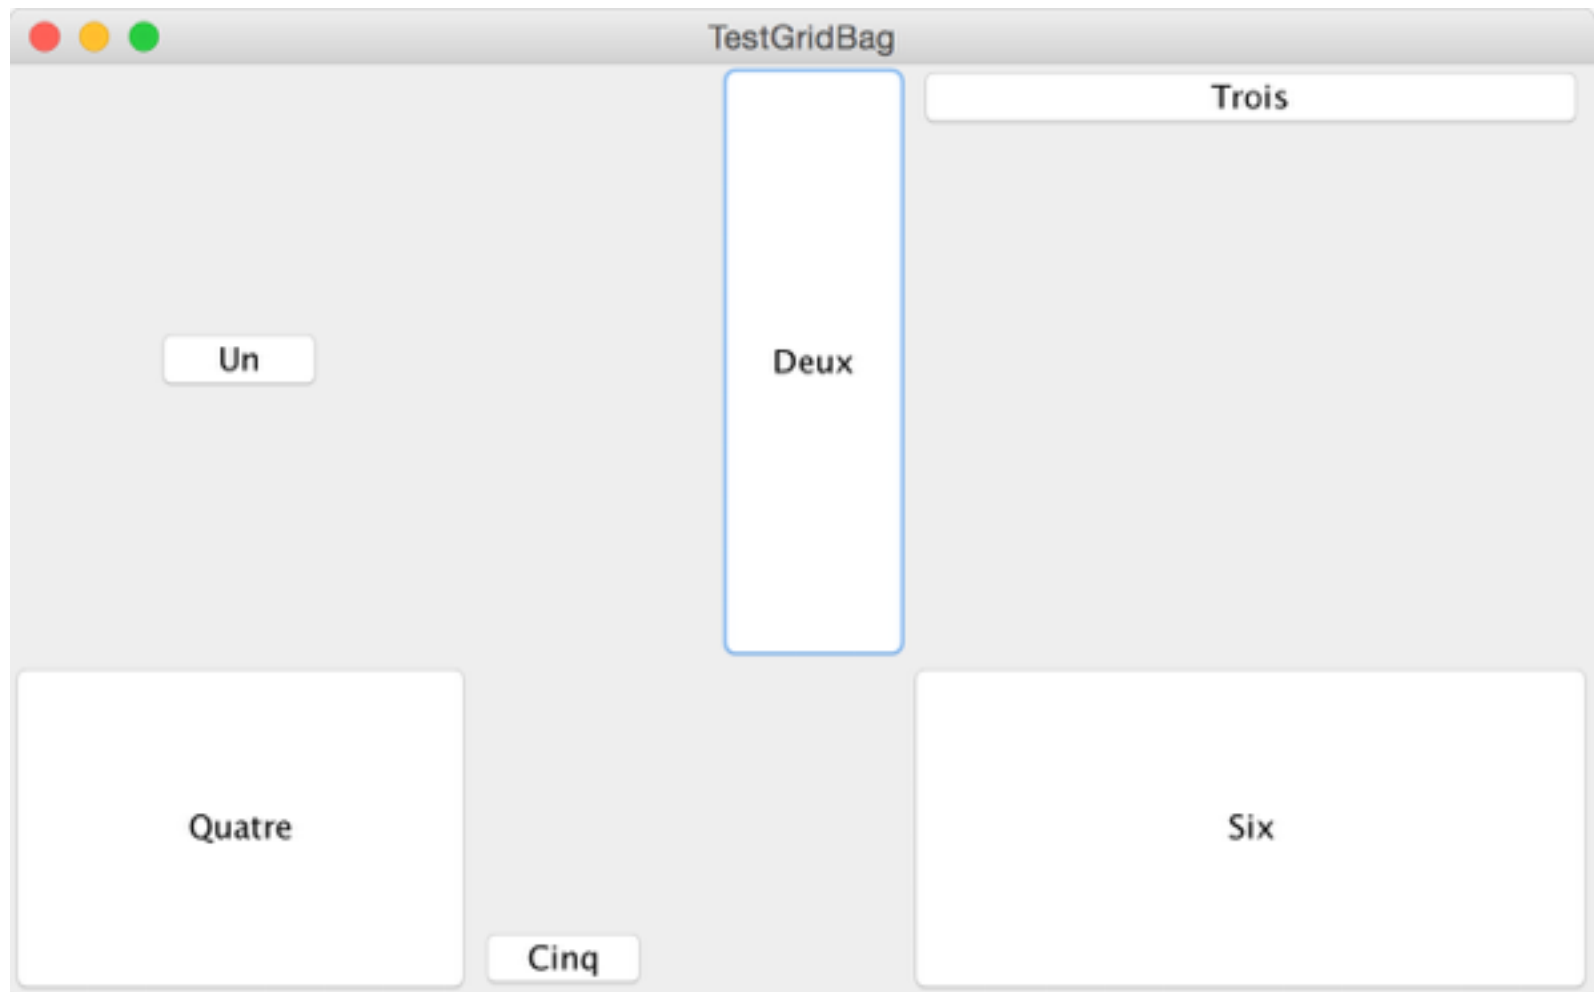 TestGridBag
Trois
Un
Deux
Quatre
Six
Cinq